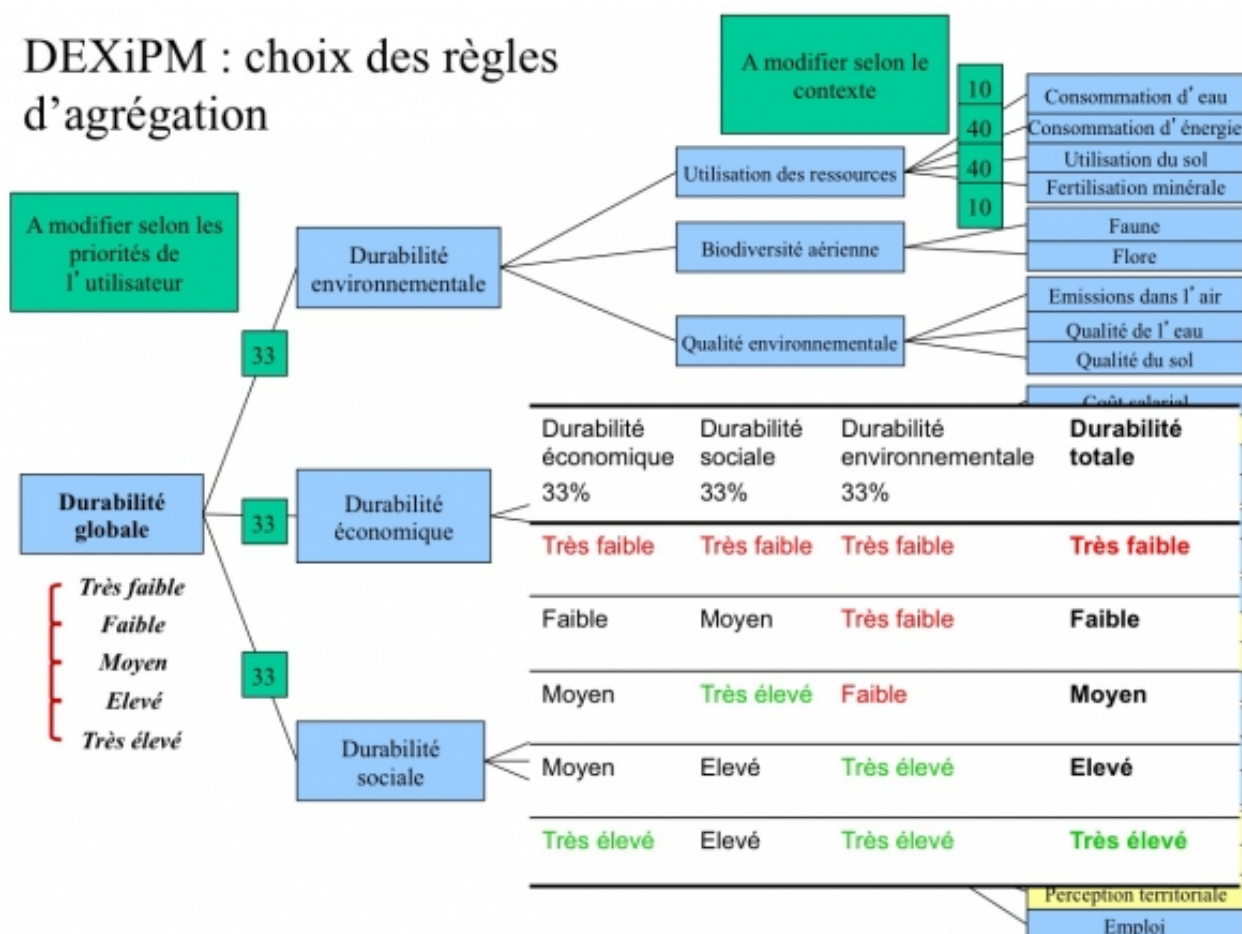 DEXiPM : choix des règles
d'agrégation
A modifier selon le
contexte
A modifier selon les
priorités de
l'utilisateur
10
40
40
10
Consommation d'eau
Consommation d'énergie
Utilisation du sol
Fertilisation minérale
Utilisation des ressources
Faune
Flore
Biodiversité aérienne
Durabilité
environnementale
Emissions dans l'air
Qualité de l'eau
Qualité du sol
Qualité environnementale
33
Coût salarial
Durabilité
globale
33
Durabilité
économique
Très faible
Faible
Moyen
Elevé
Très élevé
33
Durabilité
sociale
Durabilité Durabilité Durabilité Durabilité
économique sociale environnementale totale
33% 33% 33%
Très faible Très faible Très faible Très faible
Faible Moyen Très faible Faible
Moyen Très élevé Faible Moyen
Moyen Elevé Très élevé Elevé
Très élevé Elevé Très élevé Très élevé
Perception territoriale
Emploi